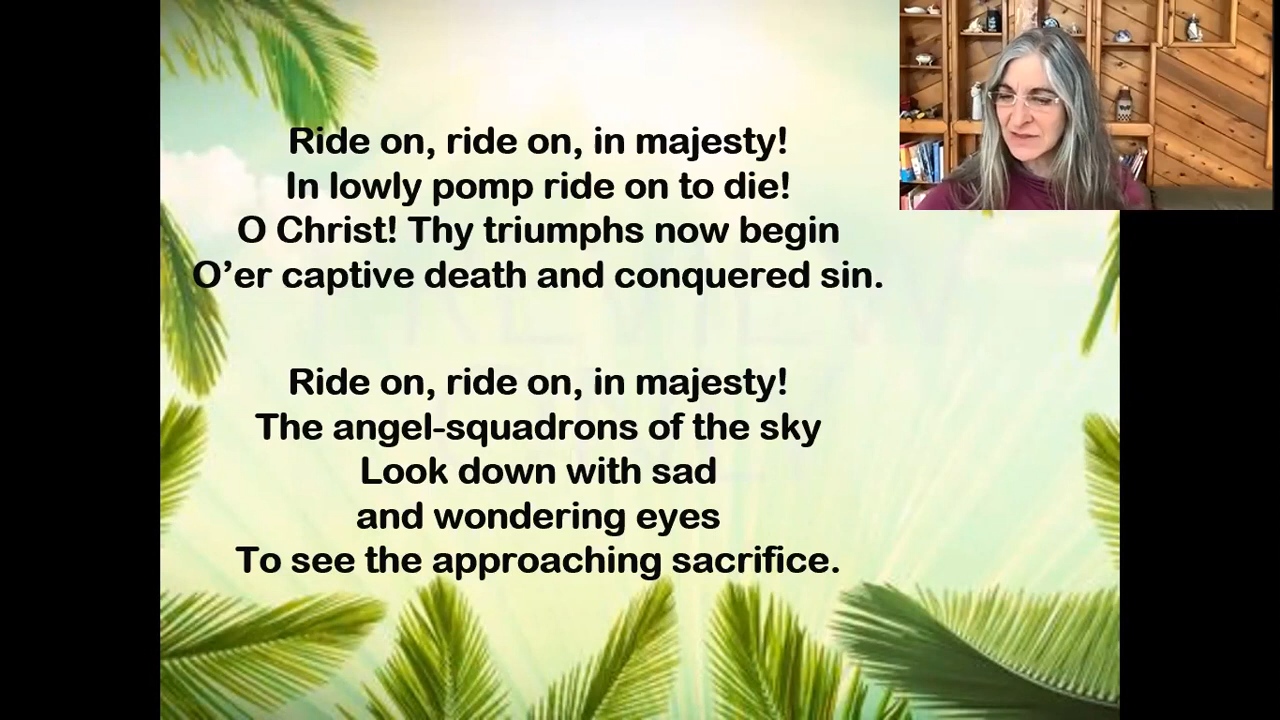 Ride on, ride on, in majesty!
In lowly pomp ride on to die!
O Christ! Thy triumphs now begin
O’er captive death and conquered sin.
Ride on, ride on, in majesty!
The angel-squadrons of the sky
Look down with sad
and wondering eyes
To see the approaching sacrifice.